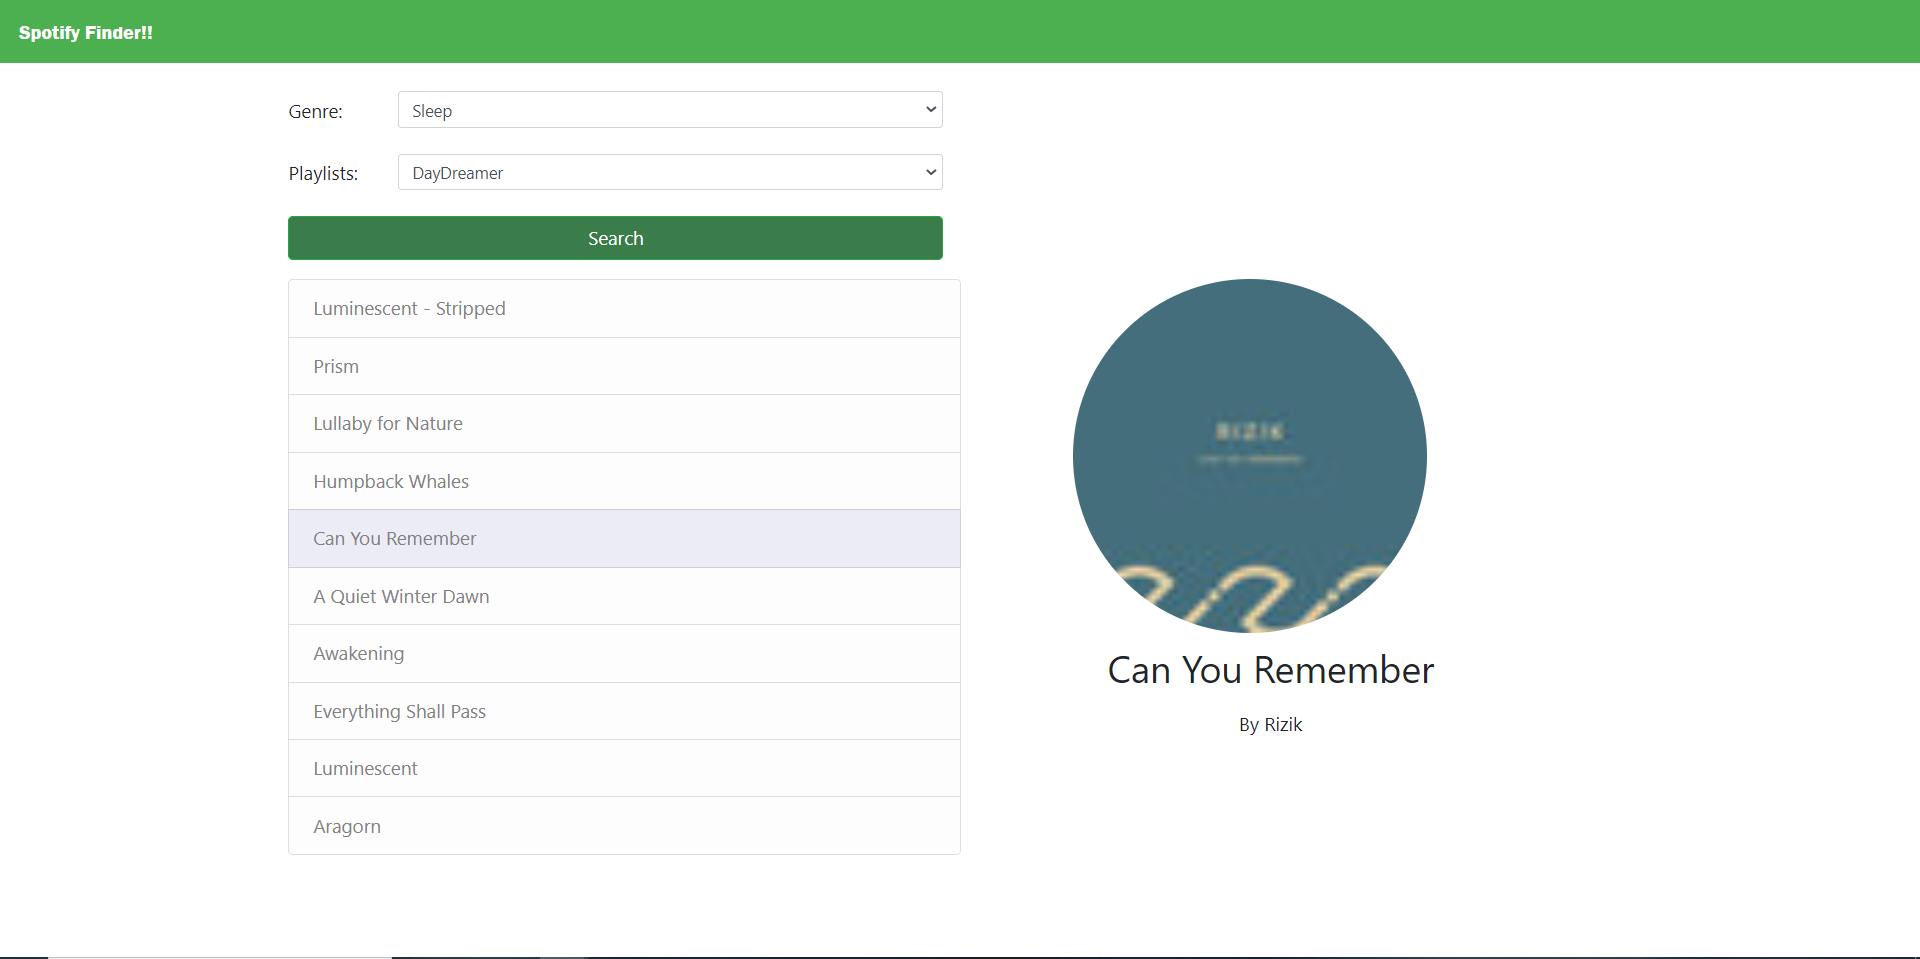 Spotify Finder!!
Genre:
Sleep
Playlists:
DayDreamer
Search
Luminescent - Stripped
Prism
Lullaby for Nature
Humpback Whales
Can You Remember
A Quiet Winter Dawn
Awakening
Everything Shall Pass
Luminescent
Aragorn
RIZIK
Can You Remember
By Rizik